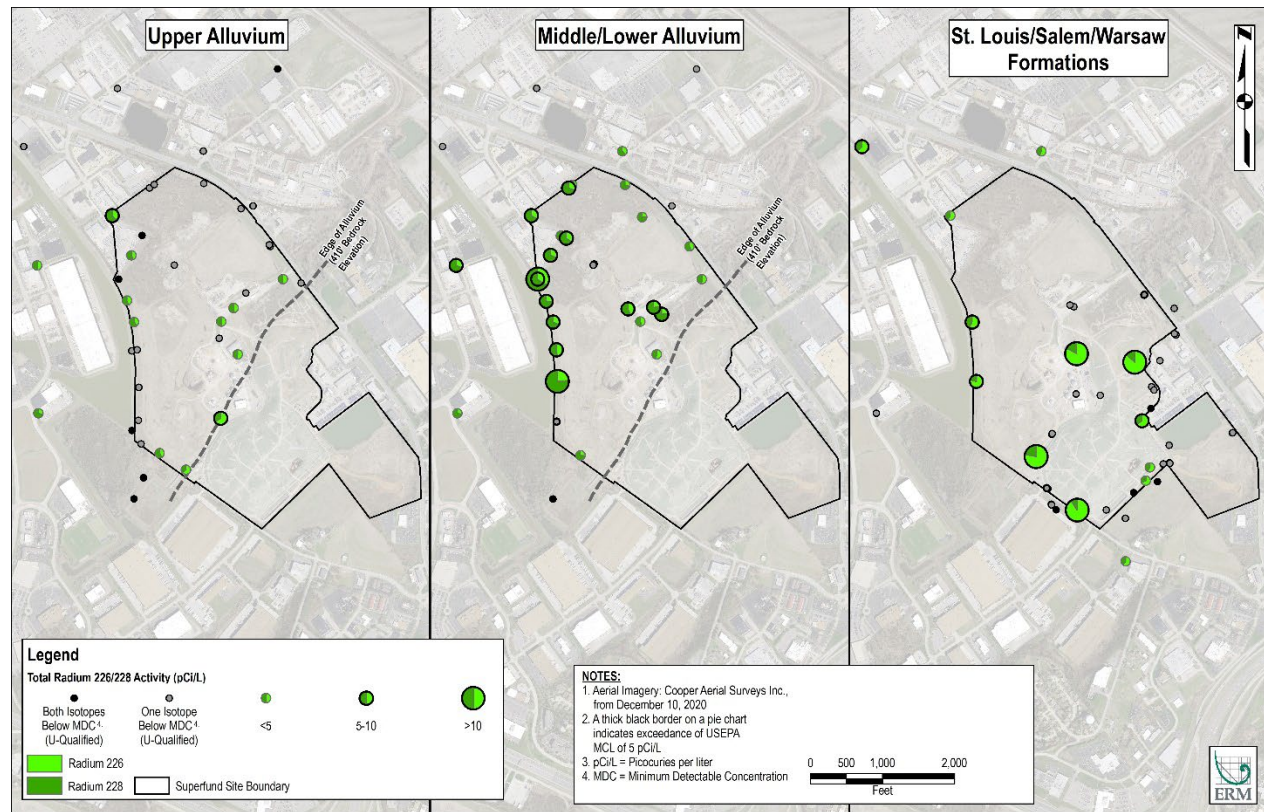 Upper Alluvium
Middle/Lower Alluvium
St. Louis/Salem/Warsaw
Formations
N
Edge of Alluvium
(410' Bedrock
Elevation)
Edge of Alluvium
(410' Bedrock
Elevation)
Legend
Total Radium 226/228 Activity (pCi/L)
Both Isotopes
Below MDC⁴·
(U-Qualified)
One Isotope
Below MDC⁴·
(U-Qualified)
<5
5-10
>10
Radium 226
Radium 228
Superfund Site Boundary
NOTES:
1. Aerial Imagery: Cooper Aerial Surveys Inc.,
from December 10, 2020
2. A thick black border on a pie chart
indicates exceedance of USEPA
MCL of 5 pCi/L
3. pCi/L = Picocuries per liter
4. MDC = Minimum Detectable Concentration
0 500 1,000 2,000
Feet
ERM